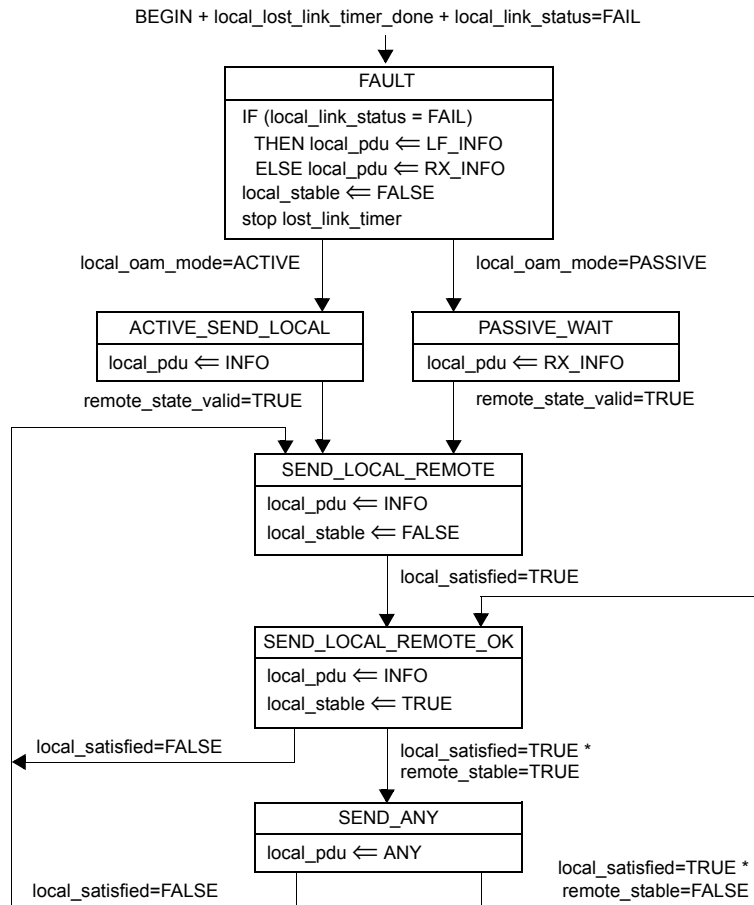 BEGIN + local_lost_link_timer_done + local_link_status=FAIL
FAULT
IF (local_link_status = FAIL)
THEN local_pdu ⇐ LF_INFO
ELSE local_pdu ⇐ RX_INFO
local_stable ⇐ FALSE
stop lost_link_timer
local_oam_mode=ACTIVE
local_oam_mode=PASSIVE
ACTIVE_SEND_LOCAL
local_pdu ⇐ INFO
PASSIVE_WAIT
local_pdu ⇐ RX_INFO
remote_state_valid=TRUE
remote_state_valid=TRUE
SEND_LOCAL_REMOTE
local_pdu ⇐ INFO
local_stable ⇐ FALSE
local_satisfied=TRUE
SEND_LOCAL_REMOTE_OK
local_pdu ⇐ INFO
local_stable ⇐ TRUE
local_satisfied=FALSE
local_satisfied=TRUE *
remote_stable=TRUE
SEND_ANY
local_pdu ⇐ ANY
local_satisfied=FALSE
local_satisfied=TRUE *
remote_stable=FALSE